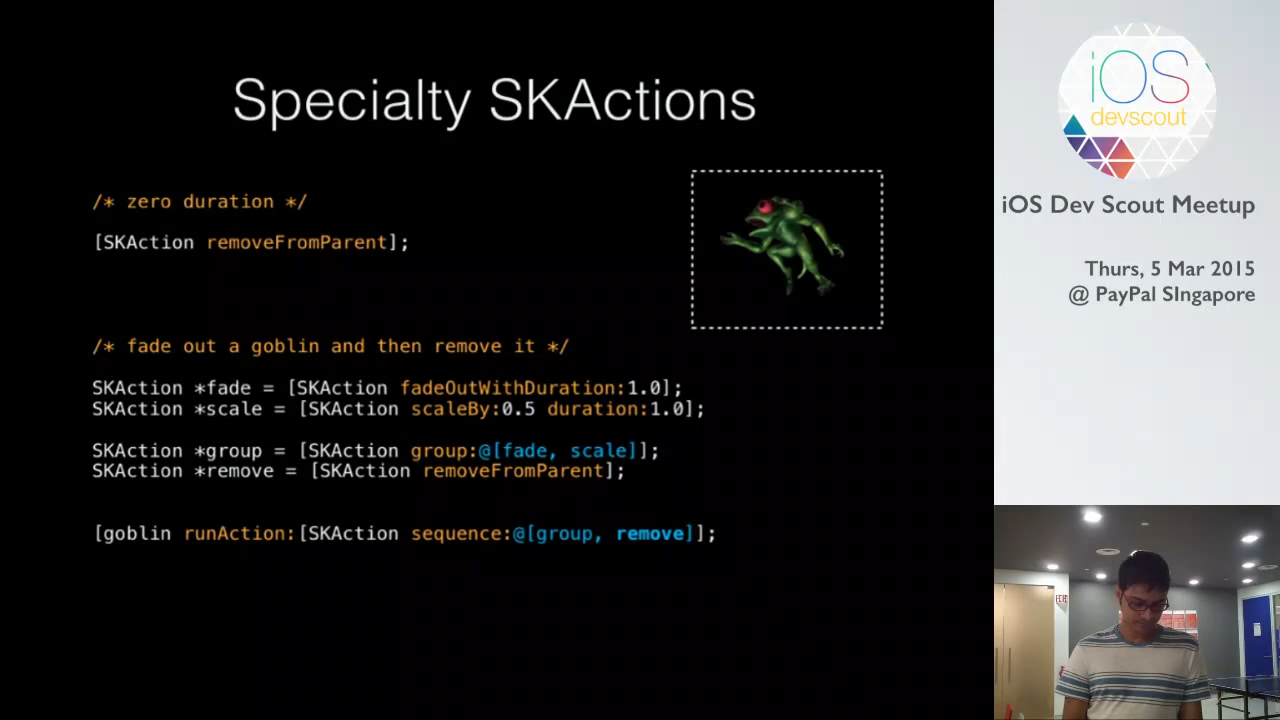 Specialty SKActions
/* zero duration */
[SKAction removeFromParent];
/* fade out a goblin and then remove it */
SKAction *fade = [SKAction fadeOutWithDuration:1.0];
SKAction *scale = [SKAction scaleBy:0.5 duration:1.0];
SKAction *group = [SKAction group:@[fade, scale]];
SKAction *remove = [SKAction removeFromParent];
[goblin runAction:[SKAction sequence:@[group, remove]];
iOS
devscout
iOS Dev Scout Meetup
Thurs, 5 Mar 2015
@ PayPal SIngapore